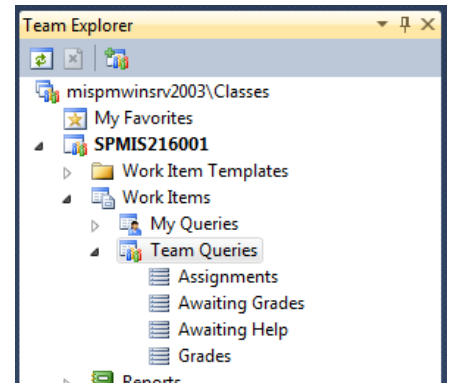 Team Explorer
mispmwinsrv2003\Classes
My Favorites
SPMIS216001
Work Item Templates
Work Items
My Queries
Team Queries
Assignments
Awaiting Grades
Awaiting Help
Grades
Reports